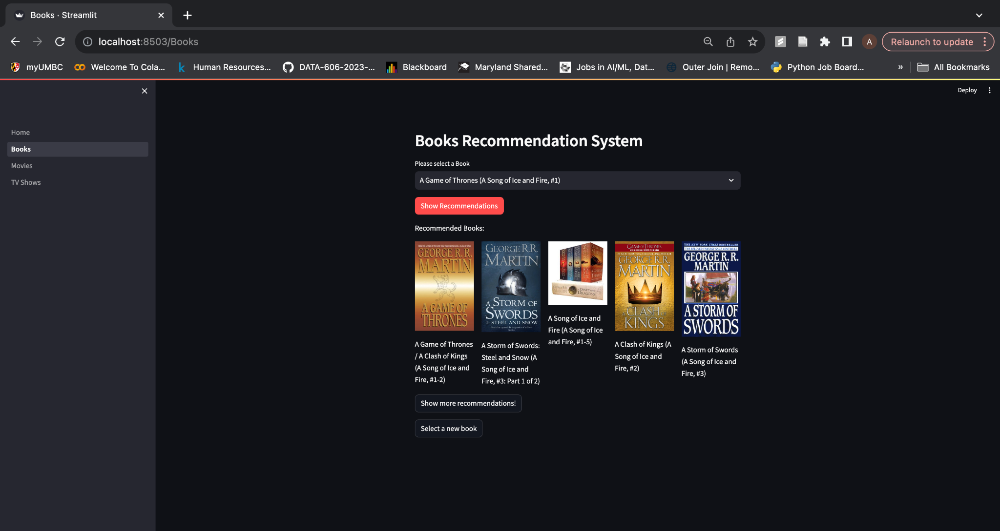 Books · Streamlit
localhost:8503/Books
A
Relaunch to update
myUMBC
Welcome To Cola...
Human Resources...
DATA-606-2023-...
Blackboard
Maryland Shared...
Jobs in AI/ML, Dat...
Outer Join | Remo...
Python Job Board...
»
All Bookmarks
Deploy
Home
Books
Movies
TV Shows
Books Recommendation System
Please select a Book
A Game of Thrones (A Song of Ice and Fire, #1)
Show Recommendations
Recommended Books:
GEORGE R. R.
MARTIN
A GAME OF
THRONES
A Game of Thrones
/ A Clash of Kings
(A Song of Ice and
Fire, #1-2)
GEORGE R.R.
MARTIN
A STORM OF
SWORDS
1: STEEL AND SNOW
A Storm of Swords:
Steel and Snow (A
Song of Ice and
Fire, #3: Part 1 of 2)
A Song of Ice and
Fire (A Song of Ice
and Fire, #1-5)
GAME OF THRONES
GEORGE R.R.
MARTIN
A CLASH OF
KINGS
A Clash of Kings (A
Song of Ice and
Fire, #2)
THE NEW YORK TIMES BESTSELLER
THE BELOVED FANTASY SAGA CONTINUES
GEORGE R. R.
MARTIN
A STORM OF
SWORDS
A Storm of Swords
(A Song of Ice and
Fire, #3)
Show more recommendations!
Select a new book